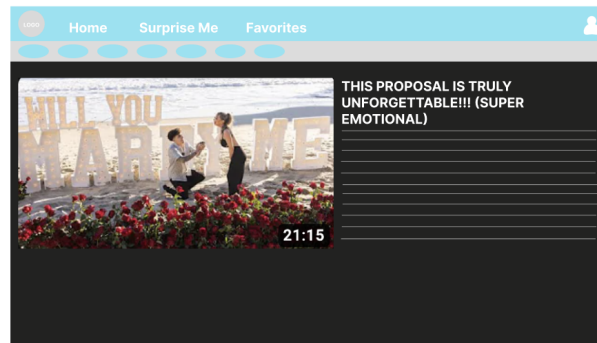 LOGO
Home Surprise Me Favorites
WILL YOU
MARRY ME
21:15
THIS PROPOSAL IS TRULY
UNFORGETTABLE!!! (SUPER
EMOTIONAL)